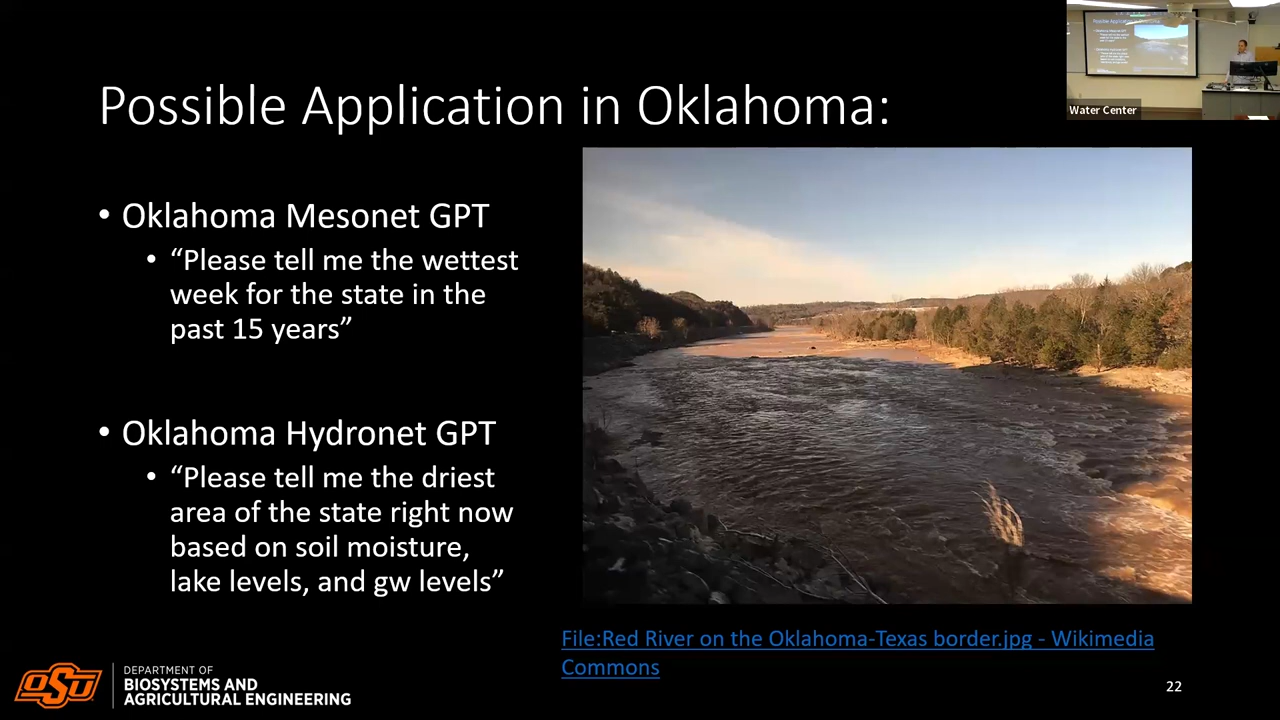 Possible Application in Oklahoma:
Water Center
• Oklahoma Mesonet GPT
• “Please tell me the wettest
week for the state in the
past 15 years”
• Oklahoma Hydronet GPT
• “Please tell me the driest
area of the state right now
based on soil moisture,
lake levels, and gw levels”
File:Red River on the Oklahoma-Texas border.jpg - Wikimedia
Commons
OSU
DEPARTMENT OF
BIOSYSTEMS AND
AGRICULTURAL ENGINEERING
22